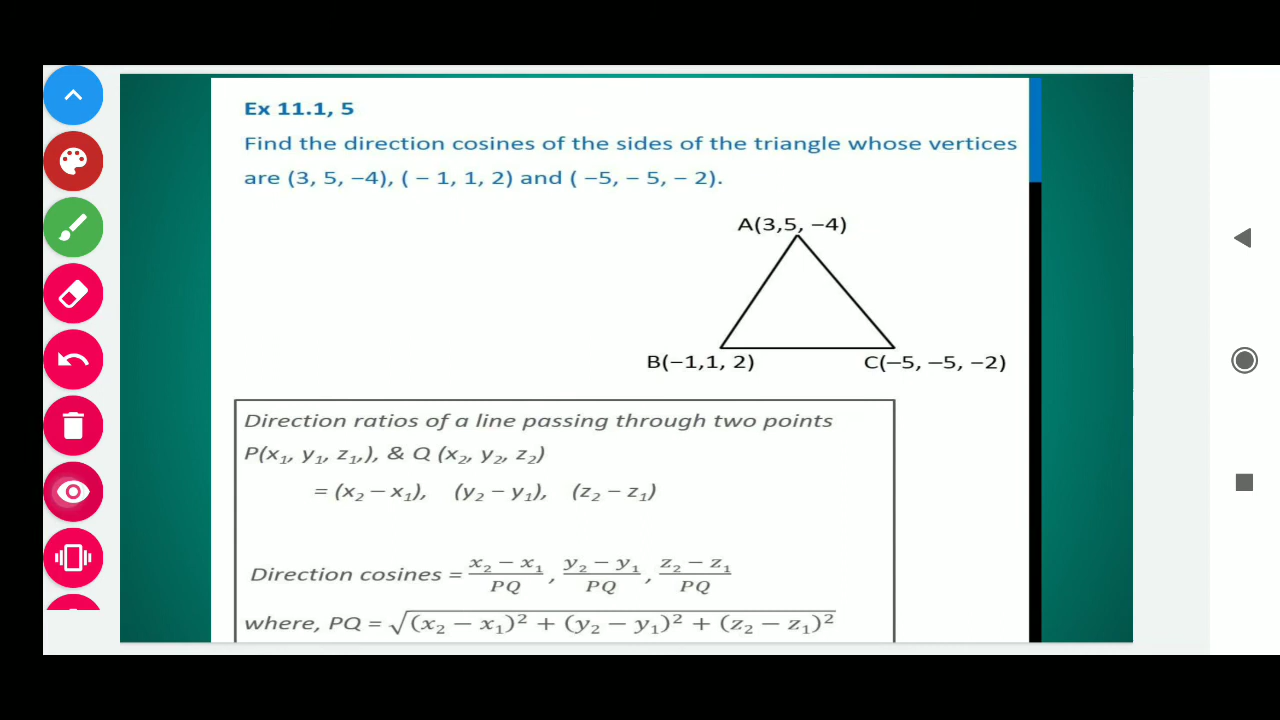 Ex 11.1, 5
Find the direction cosines of the sides of the triangle whose vertices
are (3, 5, −4), ( − 1, 1, 2) and ( −5, − 5, − 2).
A(3,5, −4)
B(−1,1, 2)
C(−5, −5, −2)
Direction ratios of a line passing through two points
P(x₁, y₁, z₁,), & Q (x₂, y₂, z₂)
= (x₂ − x₁), (y₂ − y₁), (z₂ − z₁)
Direction cosines = (x₂ − x₁)/PQ , (y₂ − y₁)/PQ , (z₂ − z₁)/PQ
where, PQ = √((x₂ − x₁)² + (y₂ − y₁)² + (z₂ − z₁)²)